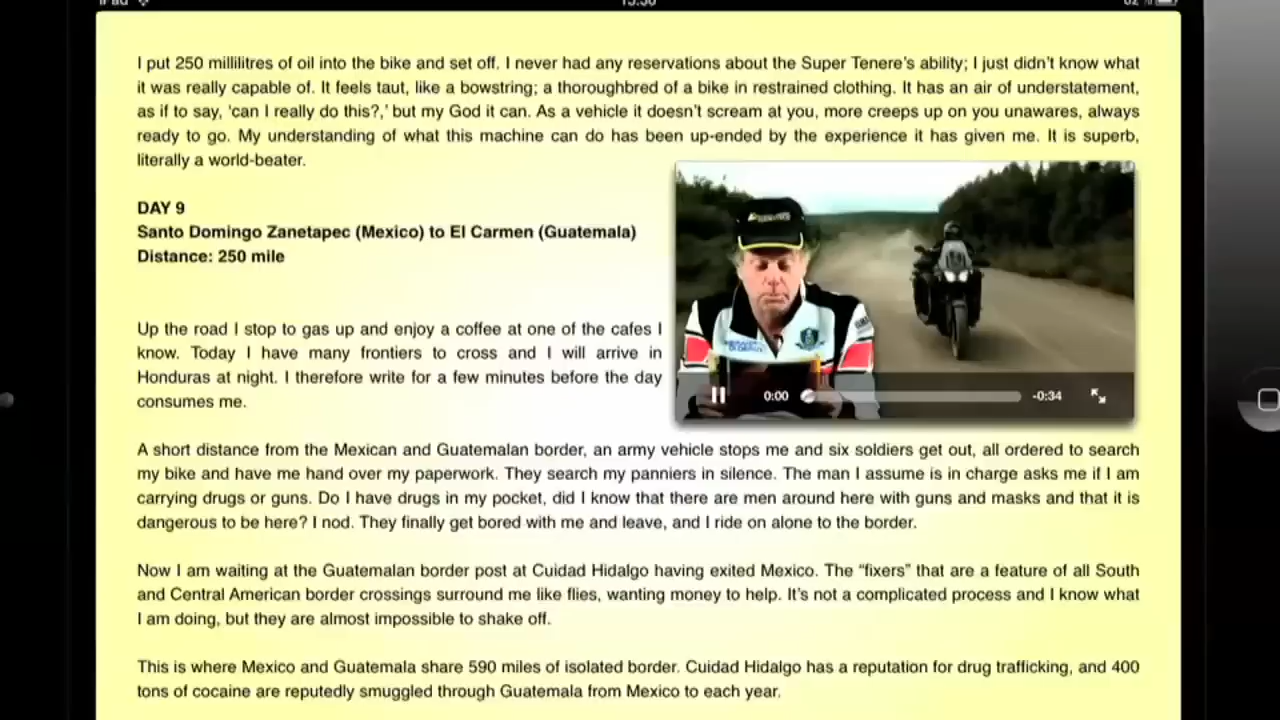 iPad
I put 250 millilitres of oil into the bike and set off. I never had any reservations about the Super Tenere's ability; I just didn't know what
it was really capable of. It feels taut, like a bowstring; a thoroughbred of a bike in restrained clothing. It has an air of understatement,
as if to say, 'can I really do this?,' but my God it can. As a vehicle it doesn't scream at you, more creeps up on you unawares, always
ready to go. My understanding of what this machine can do has been up-ended by the experience it has given me. It is superb,
literally a world-beater.
DAY 9
Santo Domingo Zanetapec (Mexico) to El Carmen (Guatemala)
Distance: 250 mile
Up the road I stop to gas up and enjoy a coffee at one of the cafes I
know. Today I have many frontiers to cross and I will arrive in
Honduras at night. I therefore write for a few minutes before the day
consumes me.
0:00 -0:34
A short distance from the Mexican and Guatemalan border, an army vehicle stops me and six soldiers get out, all ordered to search
my bike and have me hand over my paperwork. They search my panniers in silence. The man I assume is in charge asks me if I am
carrying drugs or guns. Do I have drugs in my pocket, did I know that there are men around here with guns and masks and that it is
dangerous to be here? I nod. They finally get bored with me and leave, and I ride on alone to the border.
Now I am waiting at the Guatemalan border post at Cuidad Hidalgo having exited Mexico. The “fixers” that are a feature of all South
and Central American border crossings surround me like flies, wanting money to help. It's not a complicated process and I know what
I am doing, but they are almost impossible to shake off.
This is where Mexico and Guatemala share 590 miles of isolated border. Cuidad Hidalgo has a reputation for drug trafficking, and 400
tons of cocaine are reputedly smuggled through Guatemala from Mexico to each year.